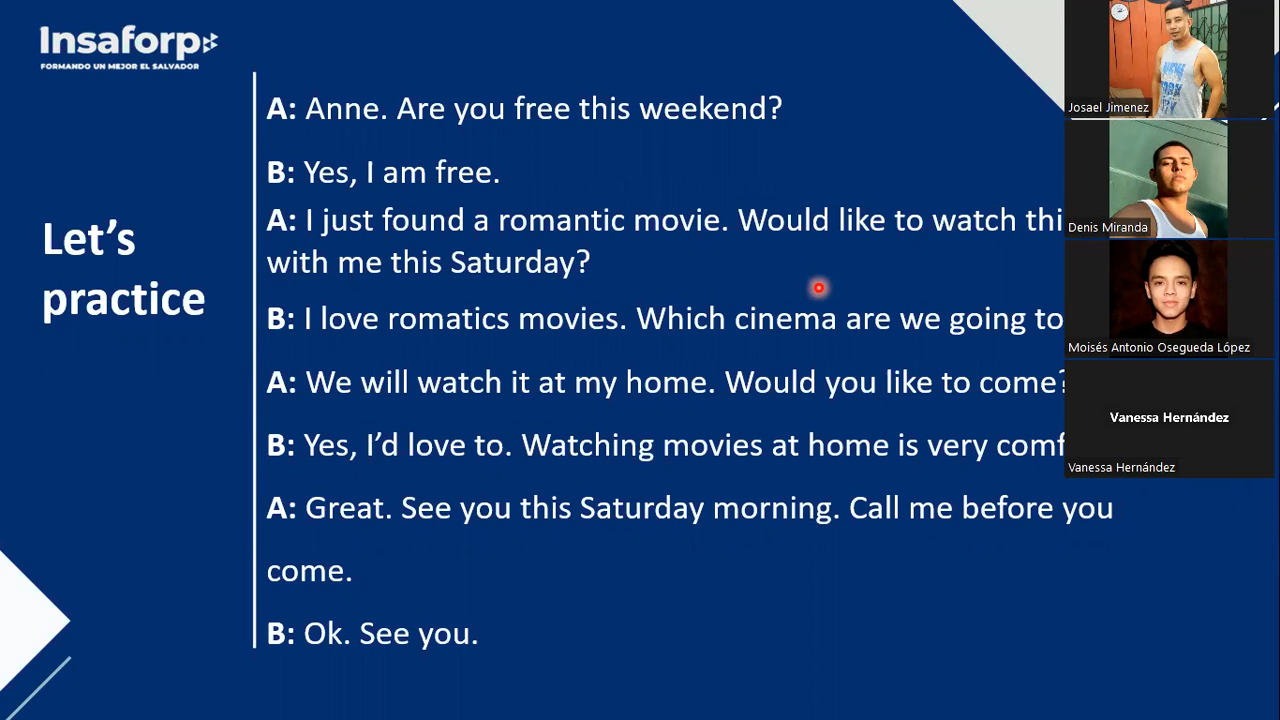 Insaforp
FORMANDO UN MEJOR EL SALVADOR
Let's
practice
A: Anne. Are you free this weekend?
B: Yes, I am free.
A: I just found a romantic movie. Would like to watch
with me this Saturday?
B: I love romatics movies. Which cinema are we going to
A: We will watch it at my home. Would you like to come?
B: Yes, I'd love to. Watching movies at home is very
A: Great. See you this Saturday morning. Call me before you
come.
B: Ok. See you.
Josael Jimenez
Denis Miranda
Moisés Antonio Osegueda López
Vanessa Hernández
Vanessa Hernández